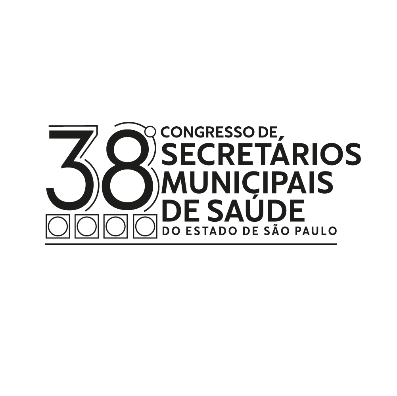 38º
CONGRESSO DE
SECRETÁRIOS
MUNICIPAIS
DE SAÚDE
DO ESTADO DE SÃO PAULO